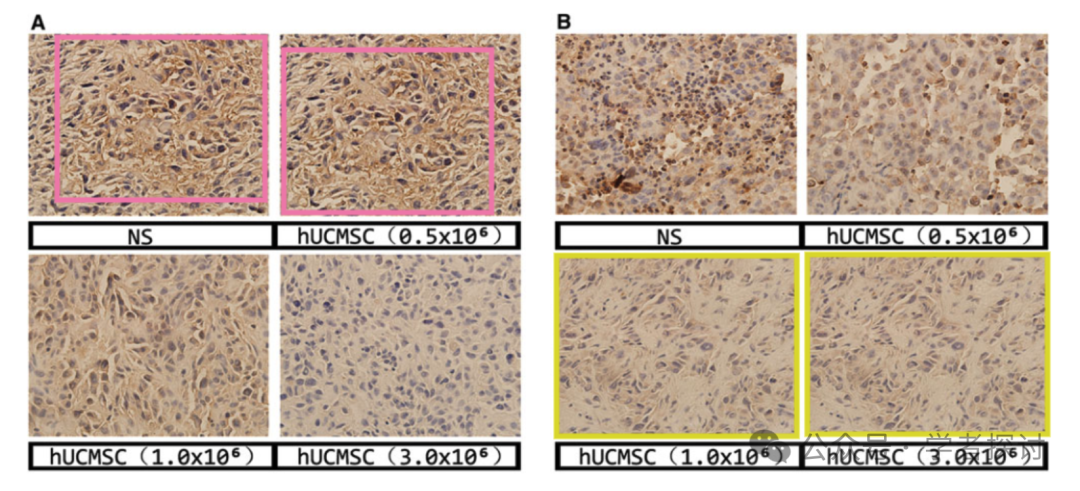 A
B
NS
hUCMSC（0.5x10⁶）
NS
hUCMSC（0.5x10⁶）
hUCMSC（1.0x10⁶）
hUCMSC（3.0x10⁶）
hUCMSC（1.0x10⁶）
hUCMSC（3.0x10⁶）
公众号 · 学者探讨